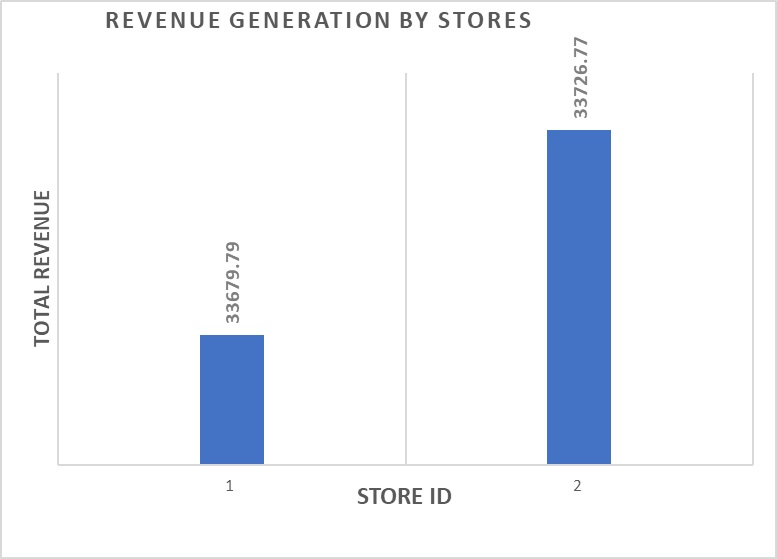 REVENUE GENERATION BY STORES
TOTAL REVENUE
33679.79
33726.77
1
2
STORE ID